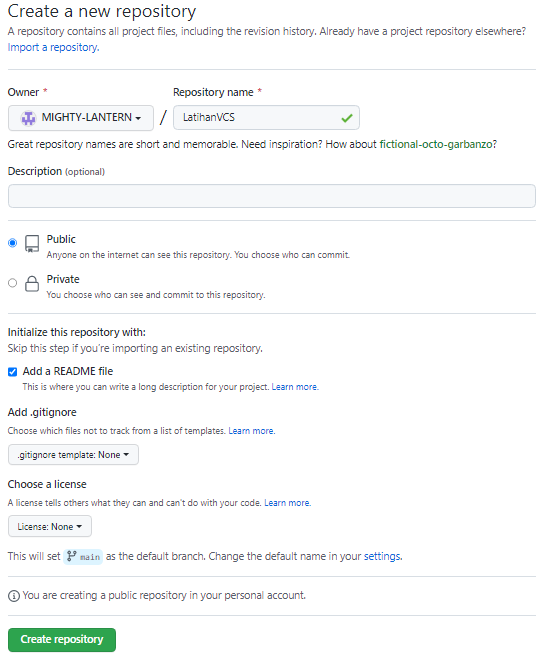 Create a new repository
A repository contains all project files, including the revision history. Already have a project repository elsewhere?
Import a repository.
Owner * Repository name *
MIGHTY-LANTERN / LatihanVCS
Great repository names are short and memorable. Need inspiration? How about fictional-octo-garbanzo?
Description (optional)
Public
Anyone on the internet can see this repository. You choose who can commit.
Private
You choose who can see and commit to this repository.
Initialize this repository with:
Skip this step if you're importing an existing repository.
Add a README file
This is where you can write a long description for your project. Learn more.
Add .gitignore
Choose which files not to track from a list of templates. Learn more.
.gitignore template: None
Choose a license
A license tells others what they can and can't do with your code. Learn more.
License: None
This will set main as the default branch. Change the default name in your settings.
You are creating a public repository in your personal account.
Create repository